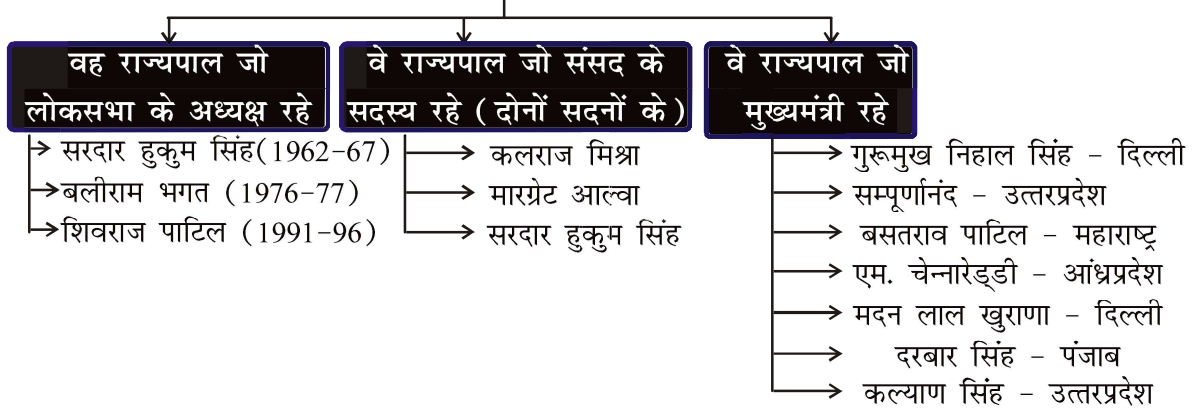 वह राज्यपाल जो
लोकसभा के अध्यक्ष रहे
सरदार हुकुम सिंह(1962-67)
बलीराम भगत (1976-77)
शिवराज पाटिल (1991-96)
वे राज्यपाल जो संसद के
सदस्य रहे ( दोनों सदनों के )
कलराज मिश्रा
मारग्रेट आल्वा
सरदार हुकुम सिंह
वे राज्यपाल जो
मुख्यमंत्री रहे
गुरूमुख निहाल सिंह - दिल्ली
सम्पूर्णानंद - उत्तरप्रदेश
बसतराव पाटिल - महाराष्ट्र
एम. चेन्नारेड्डी - आंध्रप्रदेश
मदन लाल खुराणा - दिल्ली
दरबार सिंह - पंजाब
कल्याण सिंह - उत्तरप्रदेश